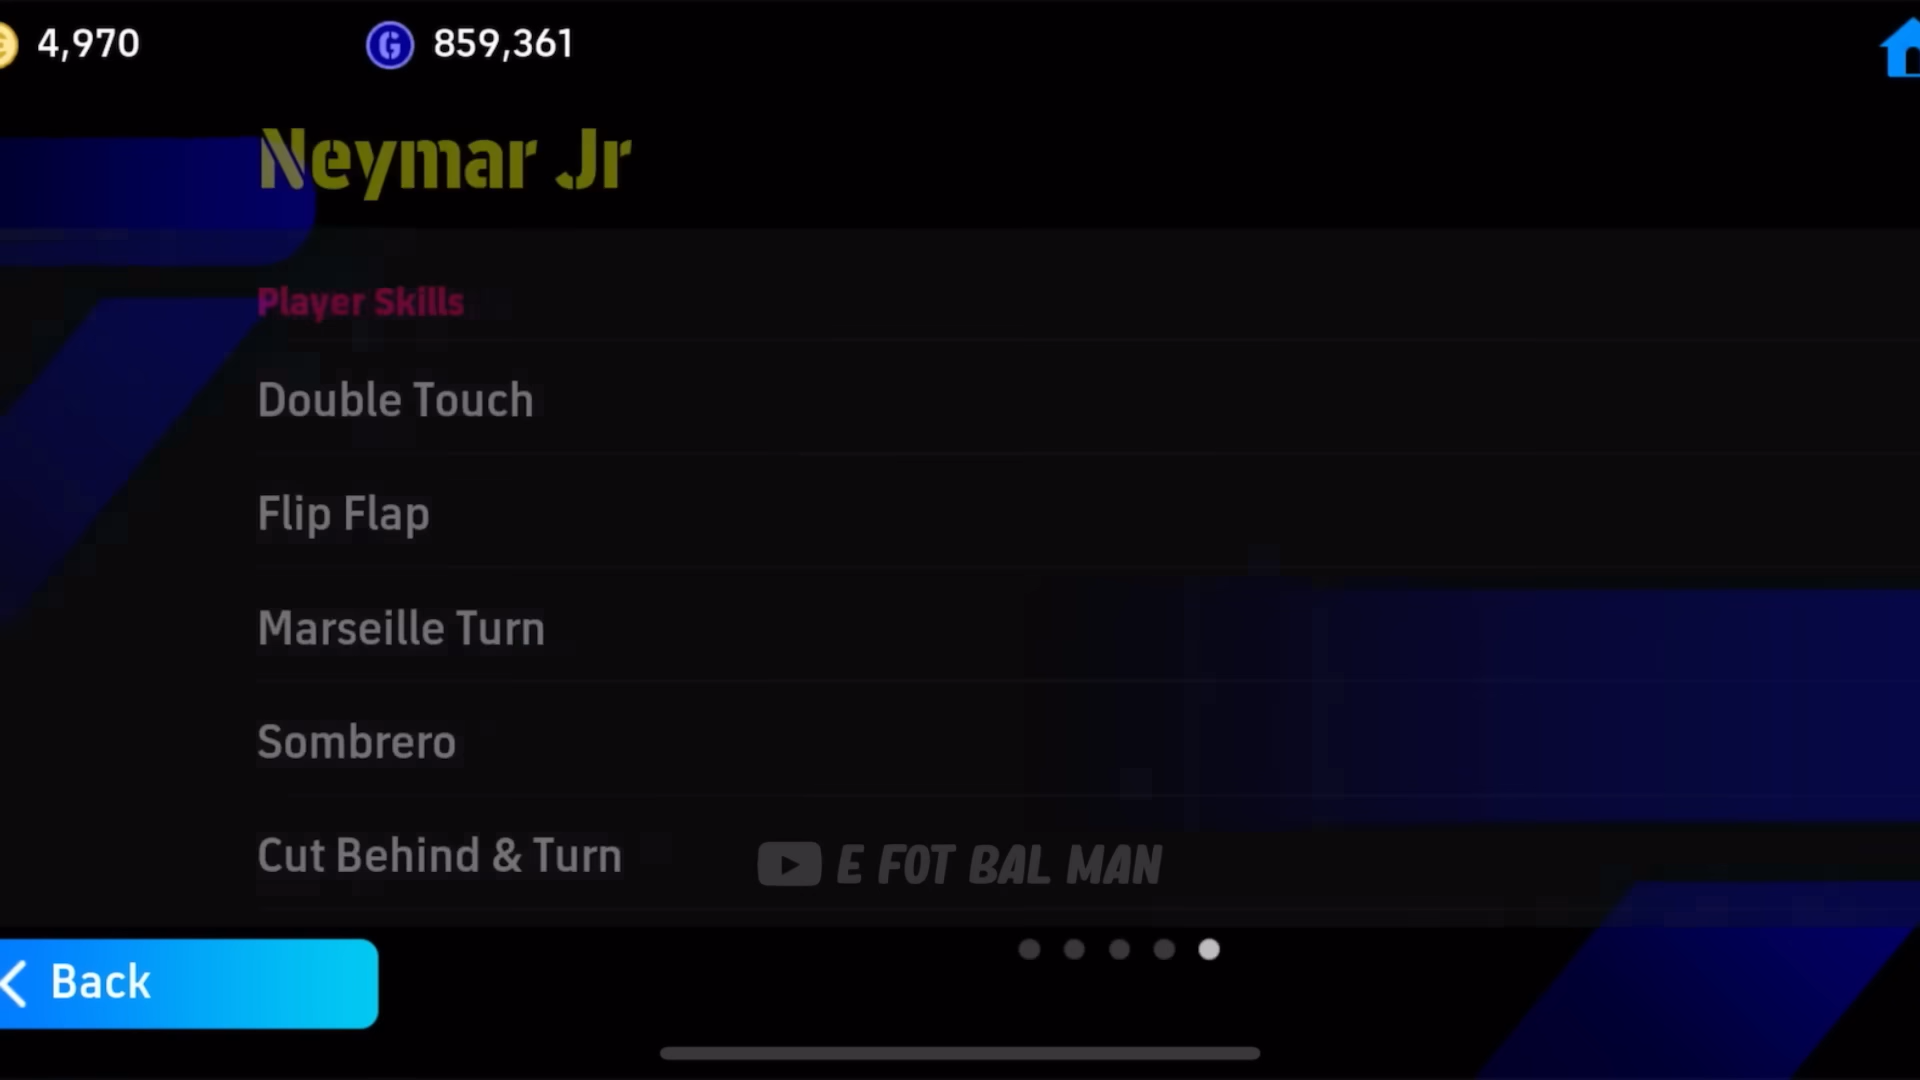 4,970
G 859,361
Neymar Jr
Player Skills
Double Touch
Flip Flap
Marseille Turn
Sombrero
Cut Behind & Turn
E FOT BAL MAN
Back